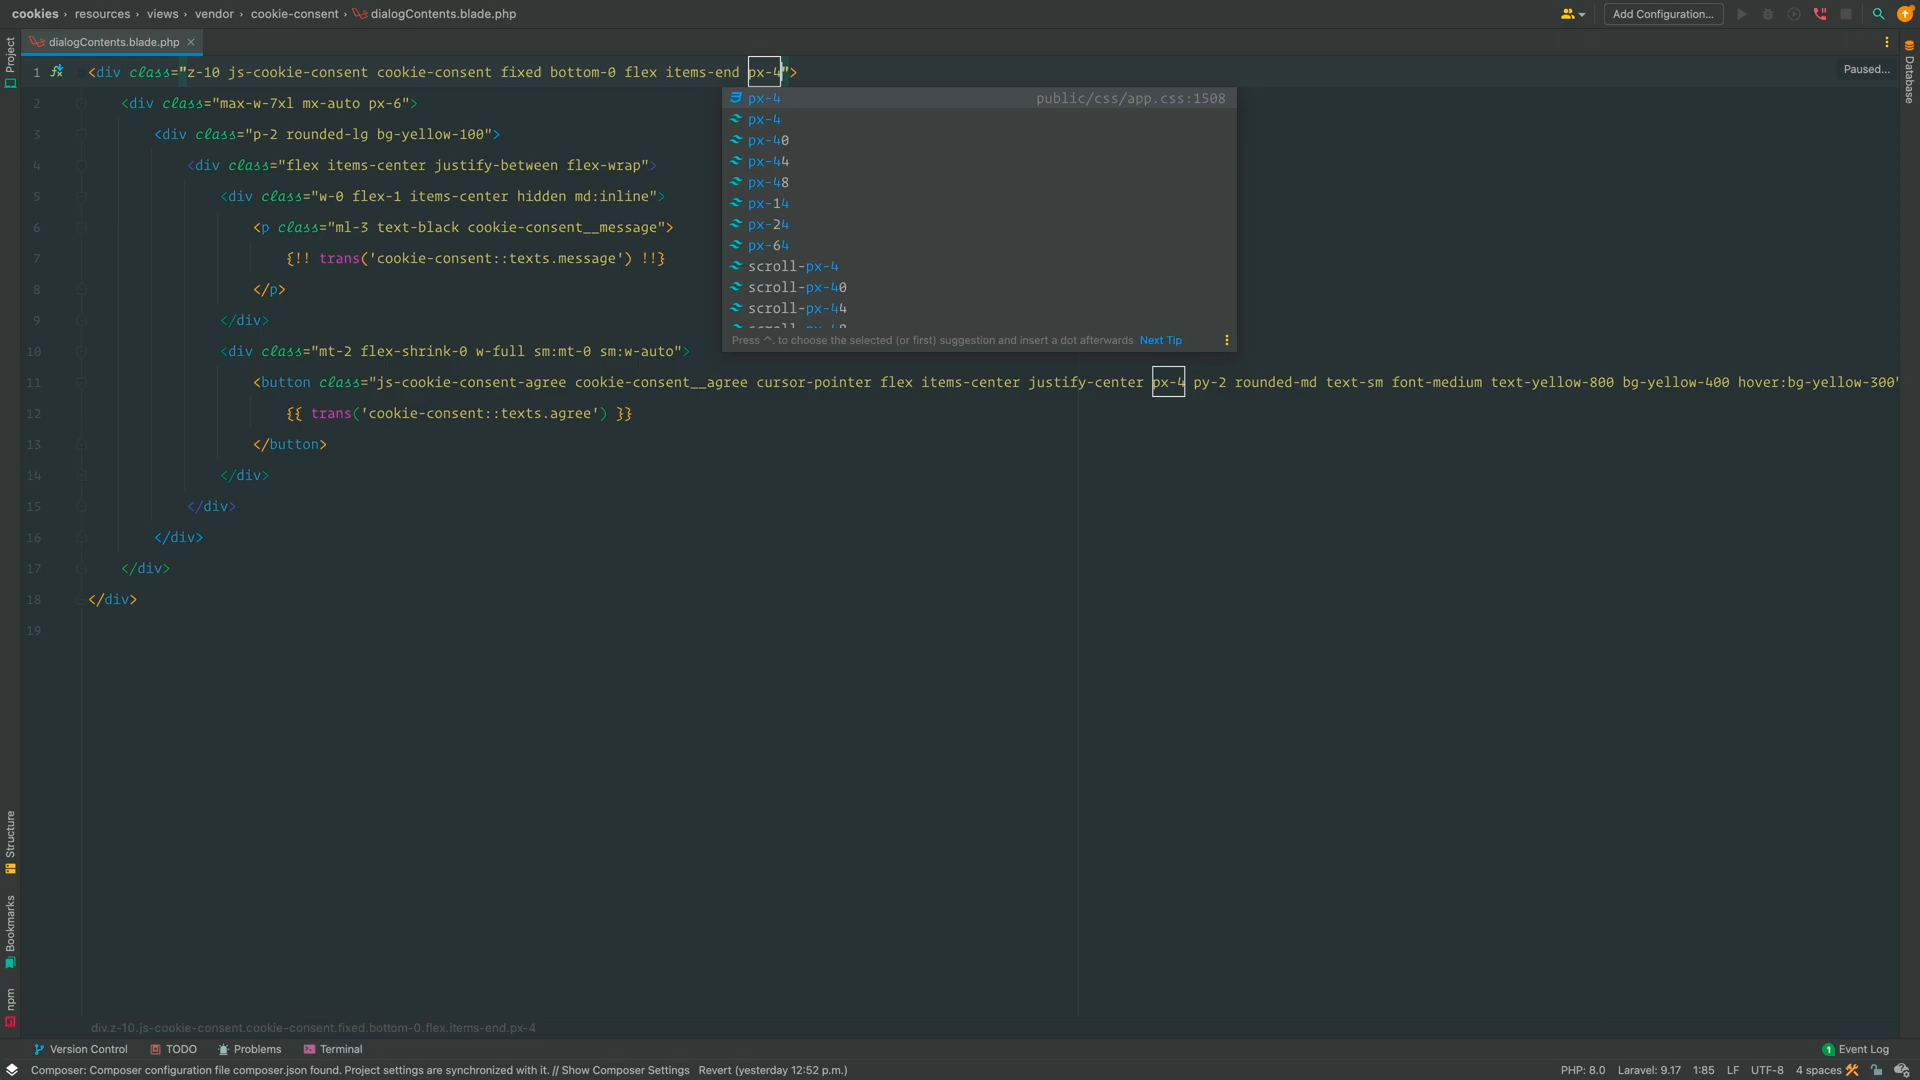 cookies › resources › views › vendor › cookie-consent › dialogContents.blade.php
Add Configuration...
dialogContents.blade.php
Project
Database
Paused...
1 <div class="z-10 js-cookie-consent cookie-consent fixed bottom-0 flex items-end px-4">
2 <div class="max-w-7xl mx-auto px-6">
3 <div class="p-2 rounded-lg bg-yellow-100">
4 <div class="flex items-center justify-between flex-wrap">
5 <div class="w-0 flex-1 items-center hidden md:inline">
6 <p class="ml-3 text-black cookie-consent__message">
7 {!! trans('cookie-consent::texts.message') !!}
8 </p>
9 </div>
10 <div class="mt-2 flex-shrink-0 w-full sm:mt-0 sm:w-auto">
11 <button class="js-cookie-consent-agree cookie-consent__agree cursor-pointer flex items-center justify-center px-4 py-2 rounded-md text-sm font-medium text-yellow-800 bg-yellow-400 hover:bg-yellow-300"
12 {{ trans('cookie-consent::texts.agree') }}
13 </button>
14 </div>
15 </div>
16 </div>
17 </div>
18 </div>
19
px-4 public/css/app.css:1508
px-4
px-40
px-44
px-48
px-14
px-24
px-64
scroll-px-4
scroll-px-40
scroll-px-44
scroll-px-48
Press ^. to choose the selected (or first) suggestion and insert a dot afterwards Next Tip
Structure
Bookmarks
npm
div.z-10.js-cookie-consent.cookie-consent.fixed.bottom-0.flex.items-end.px-4
Version Control TODO Problems Terminal
1 Event Log
Composer: Composer configuration file composer.json found. Project settings are synchronized with it. // Show Composer Settings Revert (yesterday 12:52 p.m.)
PHP: 8.0 Laravel: 9.17 1:85 LF UTF-8 4 spaces